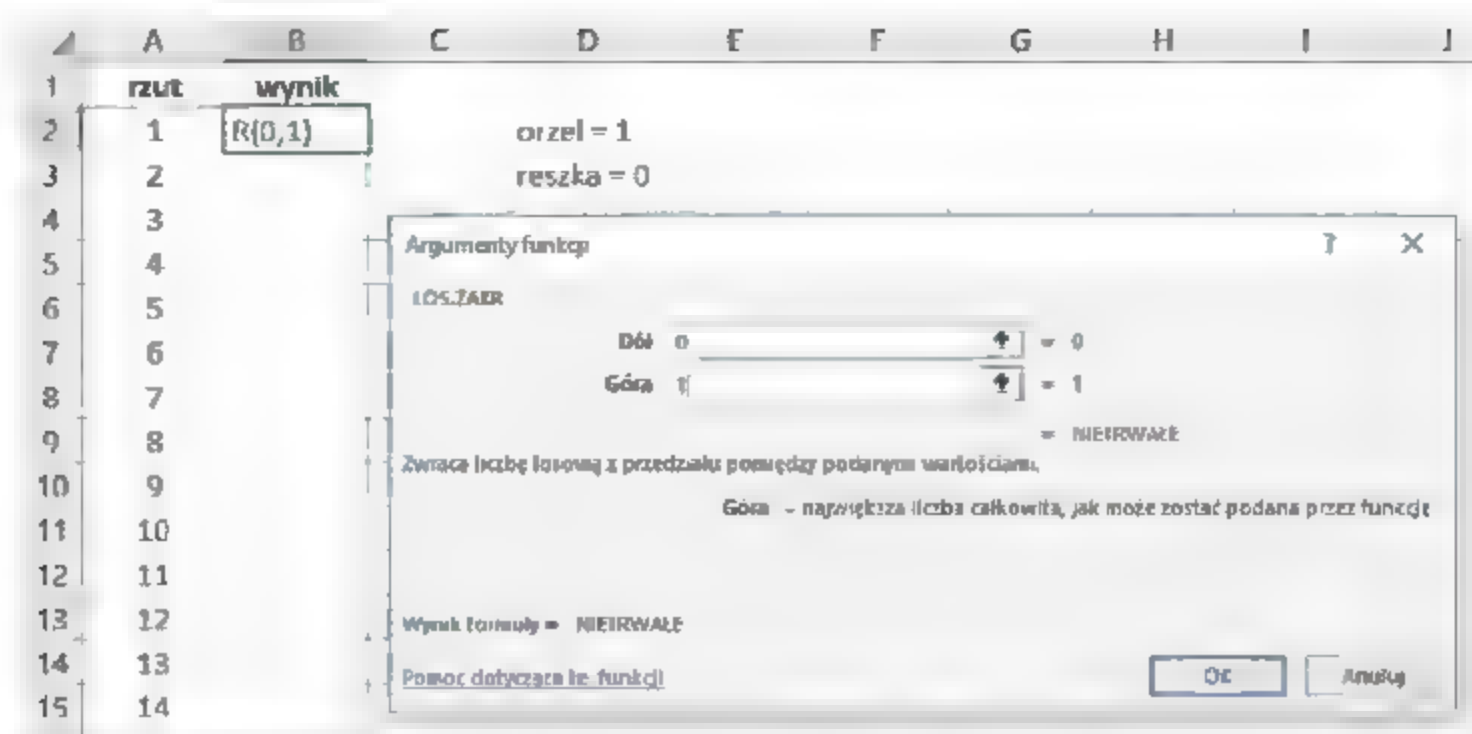 A B C D E F G H I J
1 rzut wynik
2 1 R(0,1) orzel = 1
3 2 reszka = 0
4 3
Argumenty funkcji ? ×
5 4
6 5 LOS.ZAKR
7 6 Dół 0 = 0
8 7 Góra 1 = 1
9 8 = NIETRWAŁE
Zwraca liczbę losową z przedziału pomiędzy podanymi wartościami.
10 9
Góra - największa liczba całkowita, jak może zostać podana przez funkcję
11 10
12 11
13 12 Wynik formuły = NIETRWAŁE
14 13 Pomoc dotycząca tej funkcji OK Anuluj
15 14